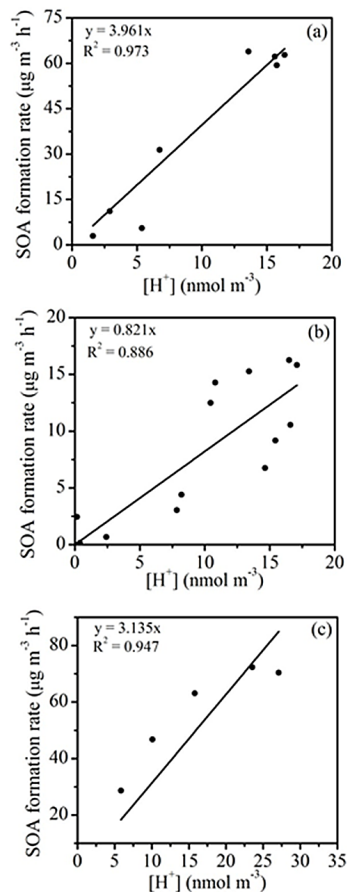 (a)
y = 3.961x
R² = 0.973
SOA formation rate (μg m⁻³ h⁻¹)
75
60
45
30
15
0
0 5 10 15 20
[H⁺] (nmol m⁻³)
(b)
y = 0.821x
R² = 0.886
SOA formation rate (μg m⁻³ h⁻¹)
20
15
10
5
0
0 5 10 15 20
[H⁺] (nmol m⁻³)
(c)
y = 3.135x
R² = 0.947
SOA formation rate (μg m⁻³ h⁻¹)
80
60
40
20
0 5 10 15 20 25 30 35
[H⁺] (nmol m⁻³)